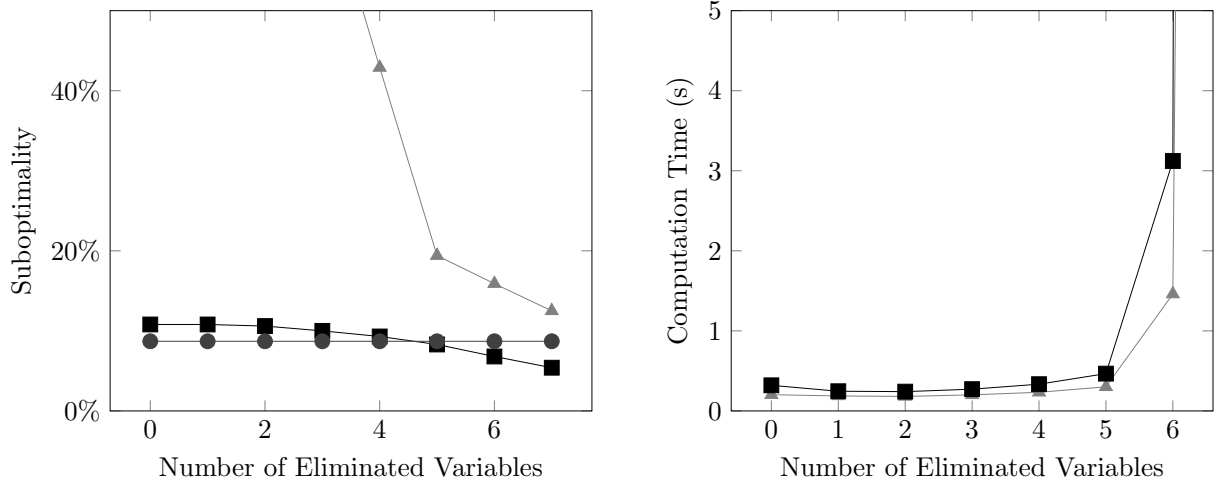 40%
20%
0%
Suboptimality
0 2 4 6
Number of Eliminated Variables
5
4
3
2
1
0
Computation Time (s)
0 1 2 3 4 5 6
Number of Eliminated Variables